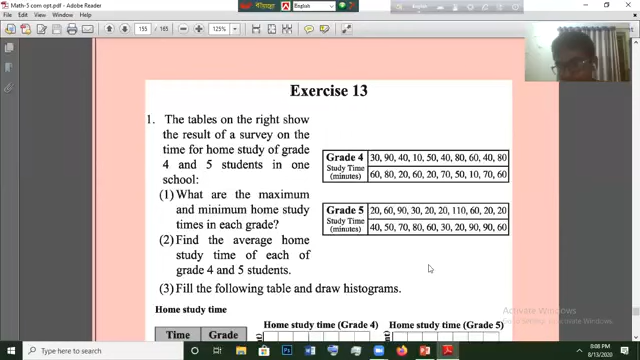 Math-5 com opt.pdf - Adobe Reader
File Edit View Window Help
155 / 165
125%
English
Exercise 13
1. The tables on the right show
the result of a survey on the
time for home study of grade
4 and 5 students in one
school:
(1) What are the maximum
and minimum home study
times in each grade?
(2) Find the average home
study time of each of
grade 4 and 5 students.
(3) Fill the following table and draw histograms.
Grade 4
Study Time
(minutes)
30, 90, 40, 10, 50, 40, 80, 60, 40, 80
60, 80, 20, 60, 20, 70, 50, 10, 70, 60
Grade 5
Study Time
(minutes)
20, 60, 90, 30, 20, 20, 110, 60, 20, 20
40, 50, 70, 80, 60, 30, 20, 90, 90, 60
Home study time
Time Grade
Home study time (Grade 4)
Home study time (Grade 5)
Activate Windows
Go to Settings to activate Windows.
Type here to search
8:08 PM
8/13/2020